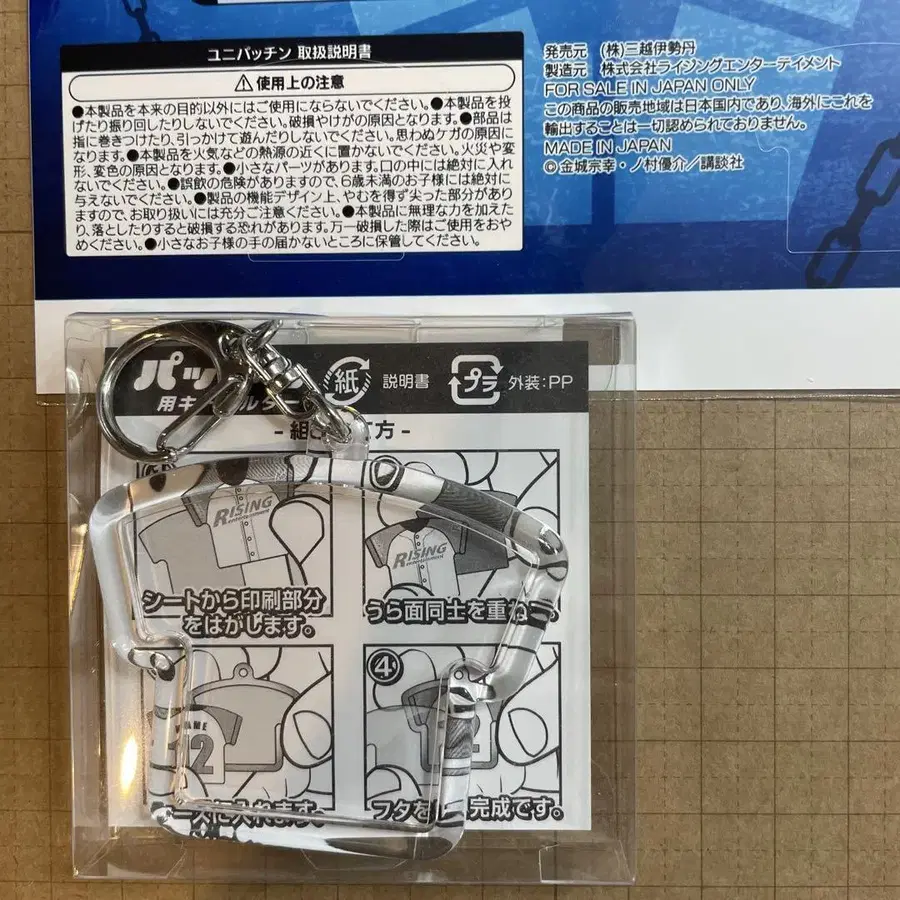 ユニパッチン 取扱説明書
⚠使用上の注意
●本製品を本来の目的以外にはご使用にならないでください。●本製品を投
げたり振り回したりしないでください。破損やけがの原因となります。●部品は
指に巻きつけたり、引っかけて遊んだりしないでください。思わぬケガの原因に
なります。●本製品を火気などの熱源の近くに置かないでください。火災や変
形、変色の原因となります。●小さなパーツがあります。口の中には絶対に入れ
ないでください。●誤飲の危険がありますので、6歳未満のお子様には絶対に
与えないでください。●製品の機能デザイン上、やむを得ず尖った部分があり
ますので、お取り扱いには充分ご注意ください。●本製品に無理な力を加えた
り、落としたりすると破損する恐れがあります。万一破損した際はご使用をおや
めください。●小さなお子様の手の届かないところに保管してください。
発売元 (株)三越伊勢丹
製造元 株式会社ライジングエンターテイメント
FOR SALE IN JAPAN ONLY
この商品の販売地域は日本国内であり、海外にこれを
輸出することは一切認められておりません。
MADE IN JAPAN
© 金城宗幸・ノ村優介/講談社
パッ
紙 説明書 プラ 外装:PP
用キ ルダー
- 組 方 -
RISING
entertainment
RISING
entertainment
シートから印刷部分
をはがします。
うら面同士を重ね
④
NAME
12
ースに入れます。
フタを 完成です。